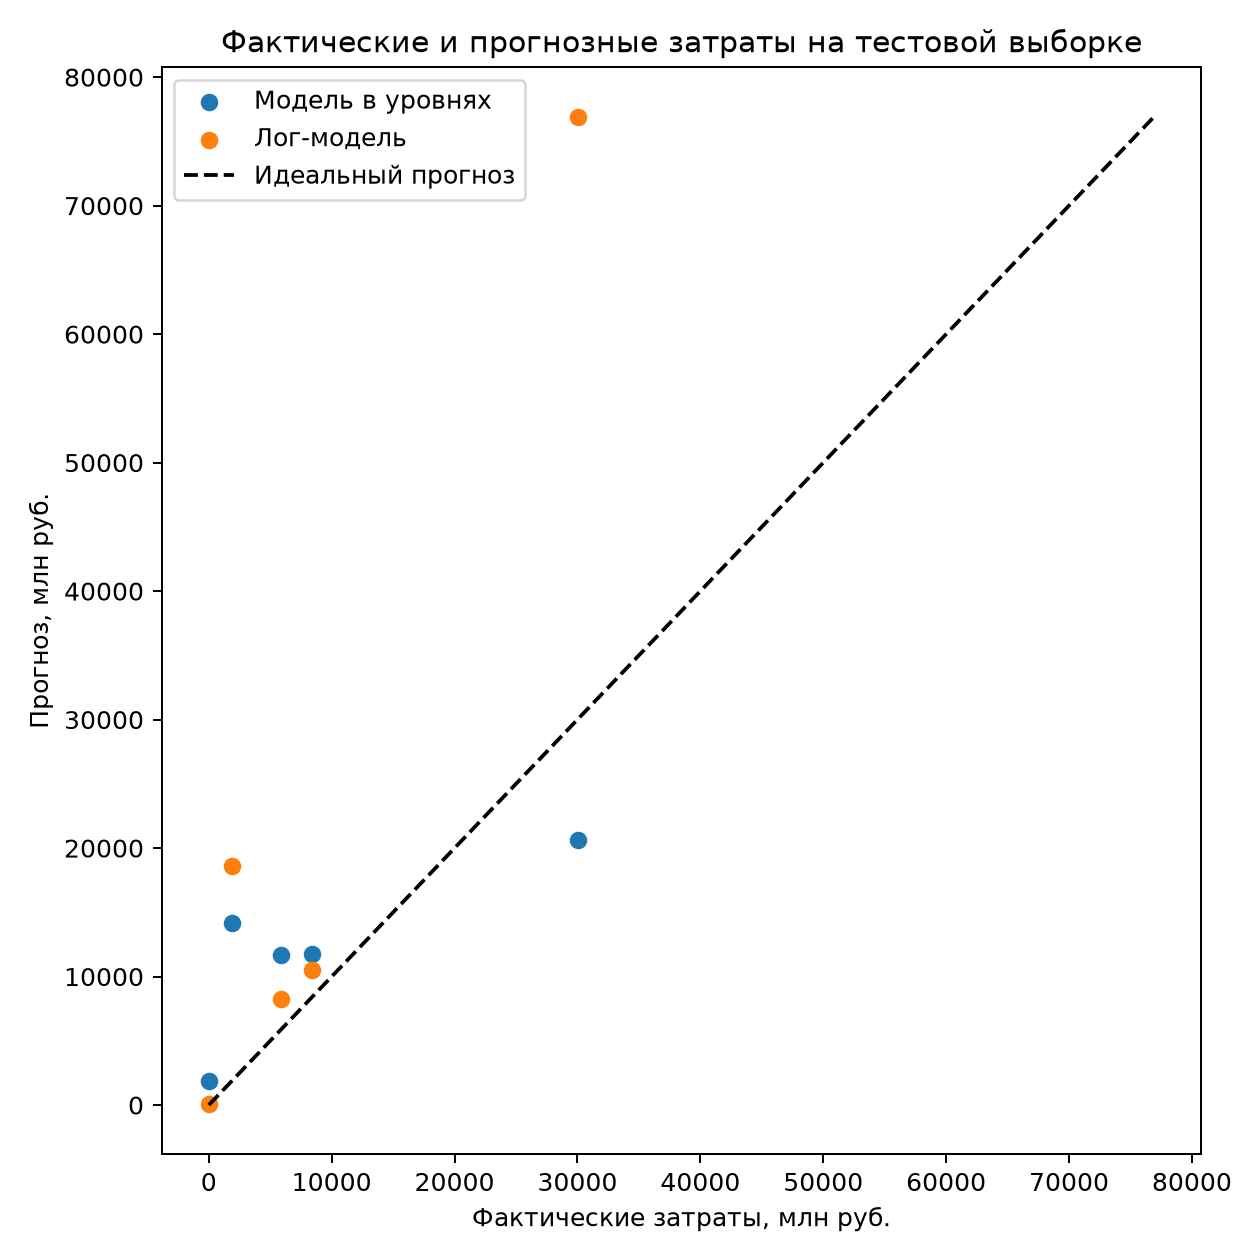 Фактические и прогнозные затраты на тестовой выборке
Модель в уровнях
Лог-модель
Идеальный прогноз
80000
70000
60000
50000
40000
30000
20000
10000
0
Прогноз, млн руб.
0 10000 20000 30000 40000 50000 60000 70000 80000
Фактические затраты, млн руб.